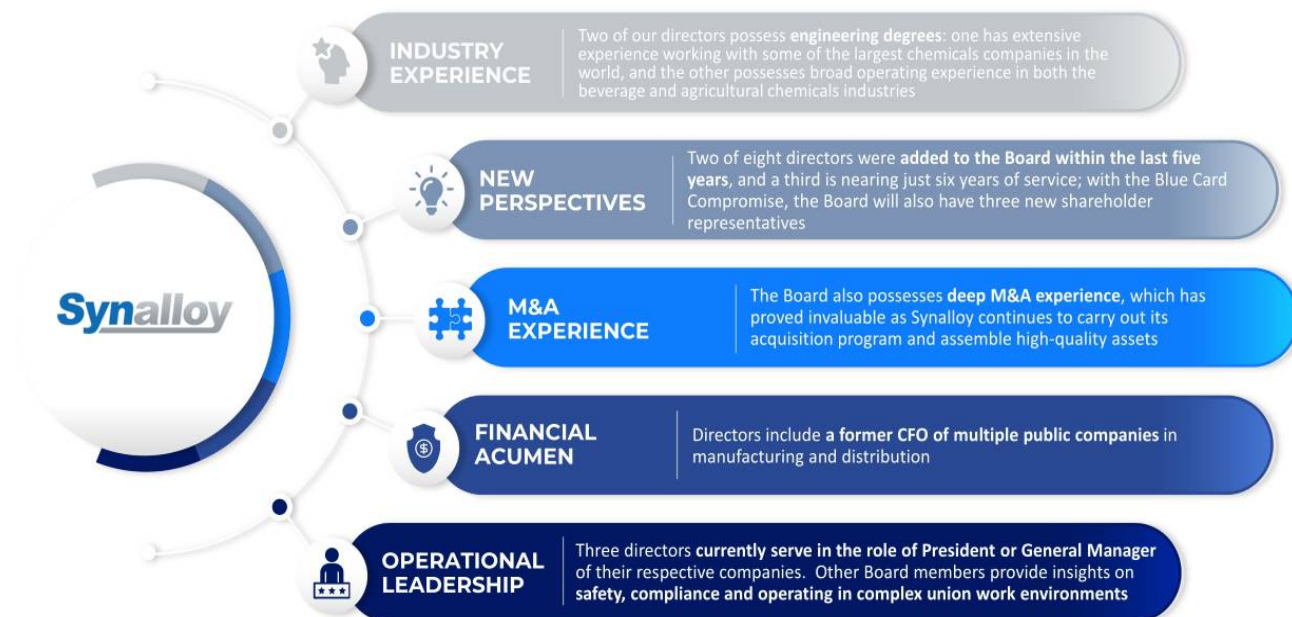 Synalloy
INDUSTRY
EXPERIENCE
Two of our directors possess engineering degrees: one has extensive
experience working with some of the largest chemicals companies in the
world, and the other possesses broad operating experience in both the
beverage and agricultural chemicals industries
NEW
PERSPECTIVES
Two of eight directors were added to the Board within the last five
years, and a third is nearing just six years of service; with the Blue Card
Compromise, the Board will also have three new shareholder
representatives
M&A
EXPERIENCE
The Board also possesses deep M&A experience, which has
proved invaluable as Synalloy continues to carry out its
acquisition program and assemble high-quality assets
$
FINANCIAL
ACUMEN
Directors include a former CFO of multiple public companies in
manufacturing and distribution
OPERATIONAL
LEADERSHIP
Three directors currently serve in the role of President or General Manager
of their respective companies.  Other Board members provide insights on
safety, compliance and operating in complex union work environments